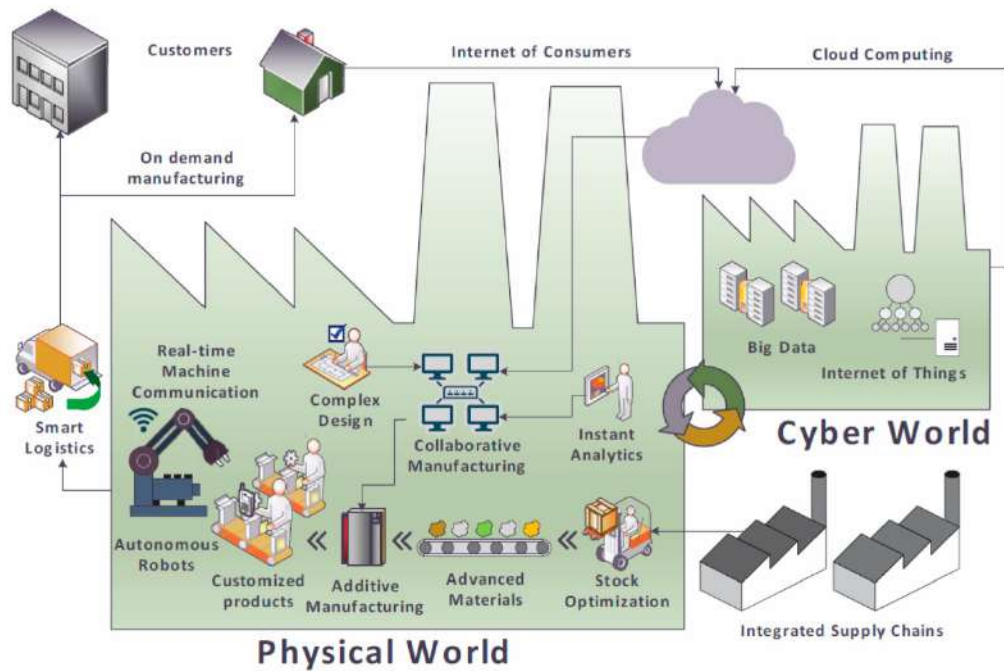 Customers
Internet of Consumers
Cloud Computing
On demand
manufacturing
Big Data
Internet of Things
Cyber World
Real-time
Machine
Communication
Smart
Logistics
Complex
Design
Collaborative
Manufacturing
Instant
Analytics
Autonomous
Robots
Customized
products
Additive
Manufacturing
Advanced
Materials
Stock
Optimization
Integrated Supply Chains
Physical World